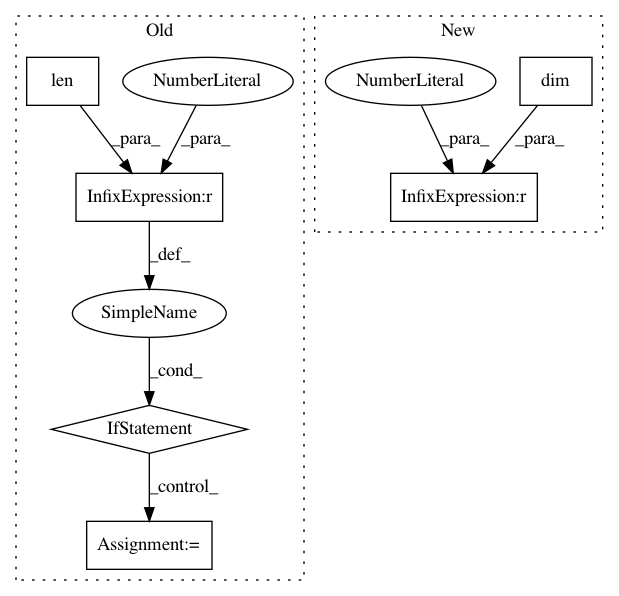 Old
New
len
NumberLiteral
NumberLiteral
dim
_para_
_para_
_para_
_para_
InfixExpression:r
InfixExpression:r
_def_
SimpleName
_cond_
IfStatement
_control_
Assignment:=